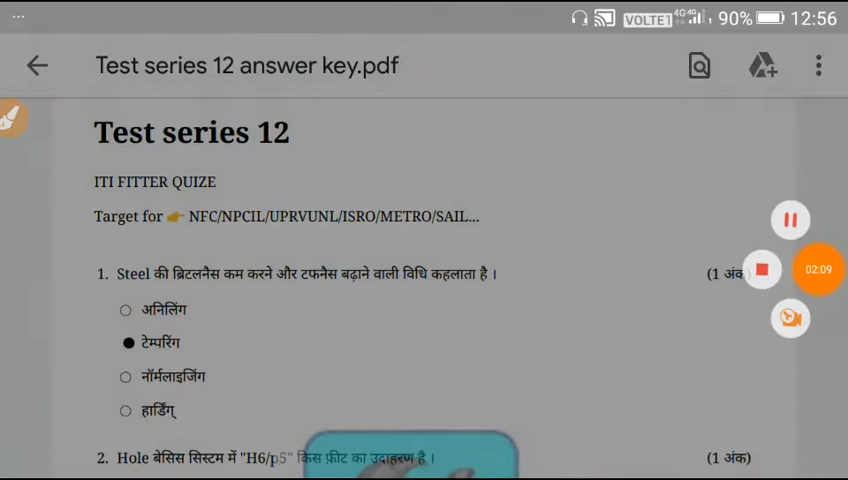 VOLTE1 4G 4G 90% 12:56
Test series 12 answer key.pdf
Test series 12
ITI FITTER QUIZE
Target for 👉 NFC/NPCIL/UPRVUNL/ISRO/METRO/SAIL...
1. Steel की ब्रिटलनैस कम करने और टफनैस बढ़ाने वाली विधि कहलाता है । (1 अंक)
अनिलिंग
टेम्परिंग
नॉर्मलाइजिंग
हार्डिंग्
2. Hole बेसिस सिस्टम में "H6/p5" किस फ़ीट का उदाहरण है । (1 अंक)
02:09